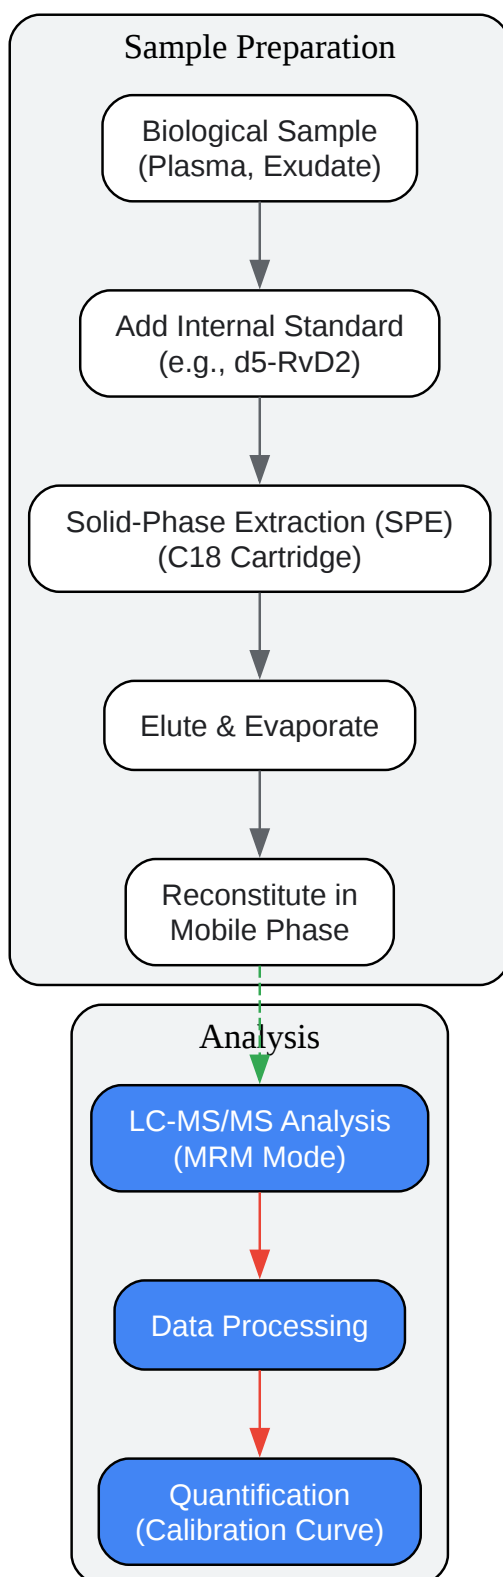 Sample Preparation
Biological Sample
(Plasma, Exudate)
Add Internal Standard
(e.g., d5-RvD2)
Solid-Phase Extraction (SPE)
(C18 Cartridge)
Elute & Evaporate
Reconstitute in
Mobile Phase
Analysis
LC-MS/MS Analysis
(MRM Mode)
Data Processing
Quantification
(Calibration Curve)